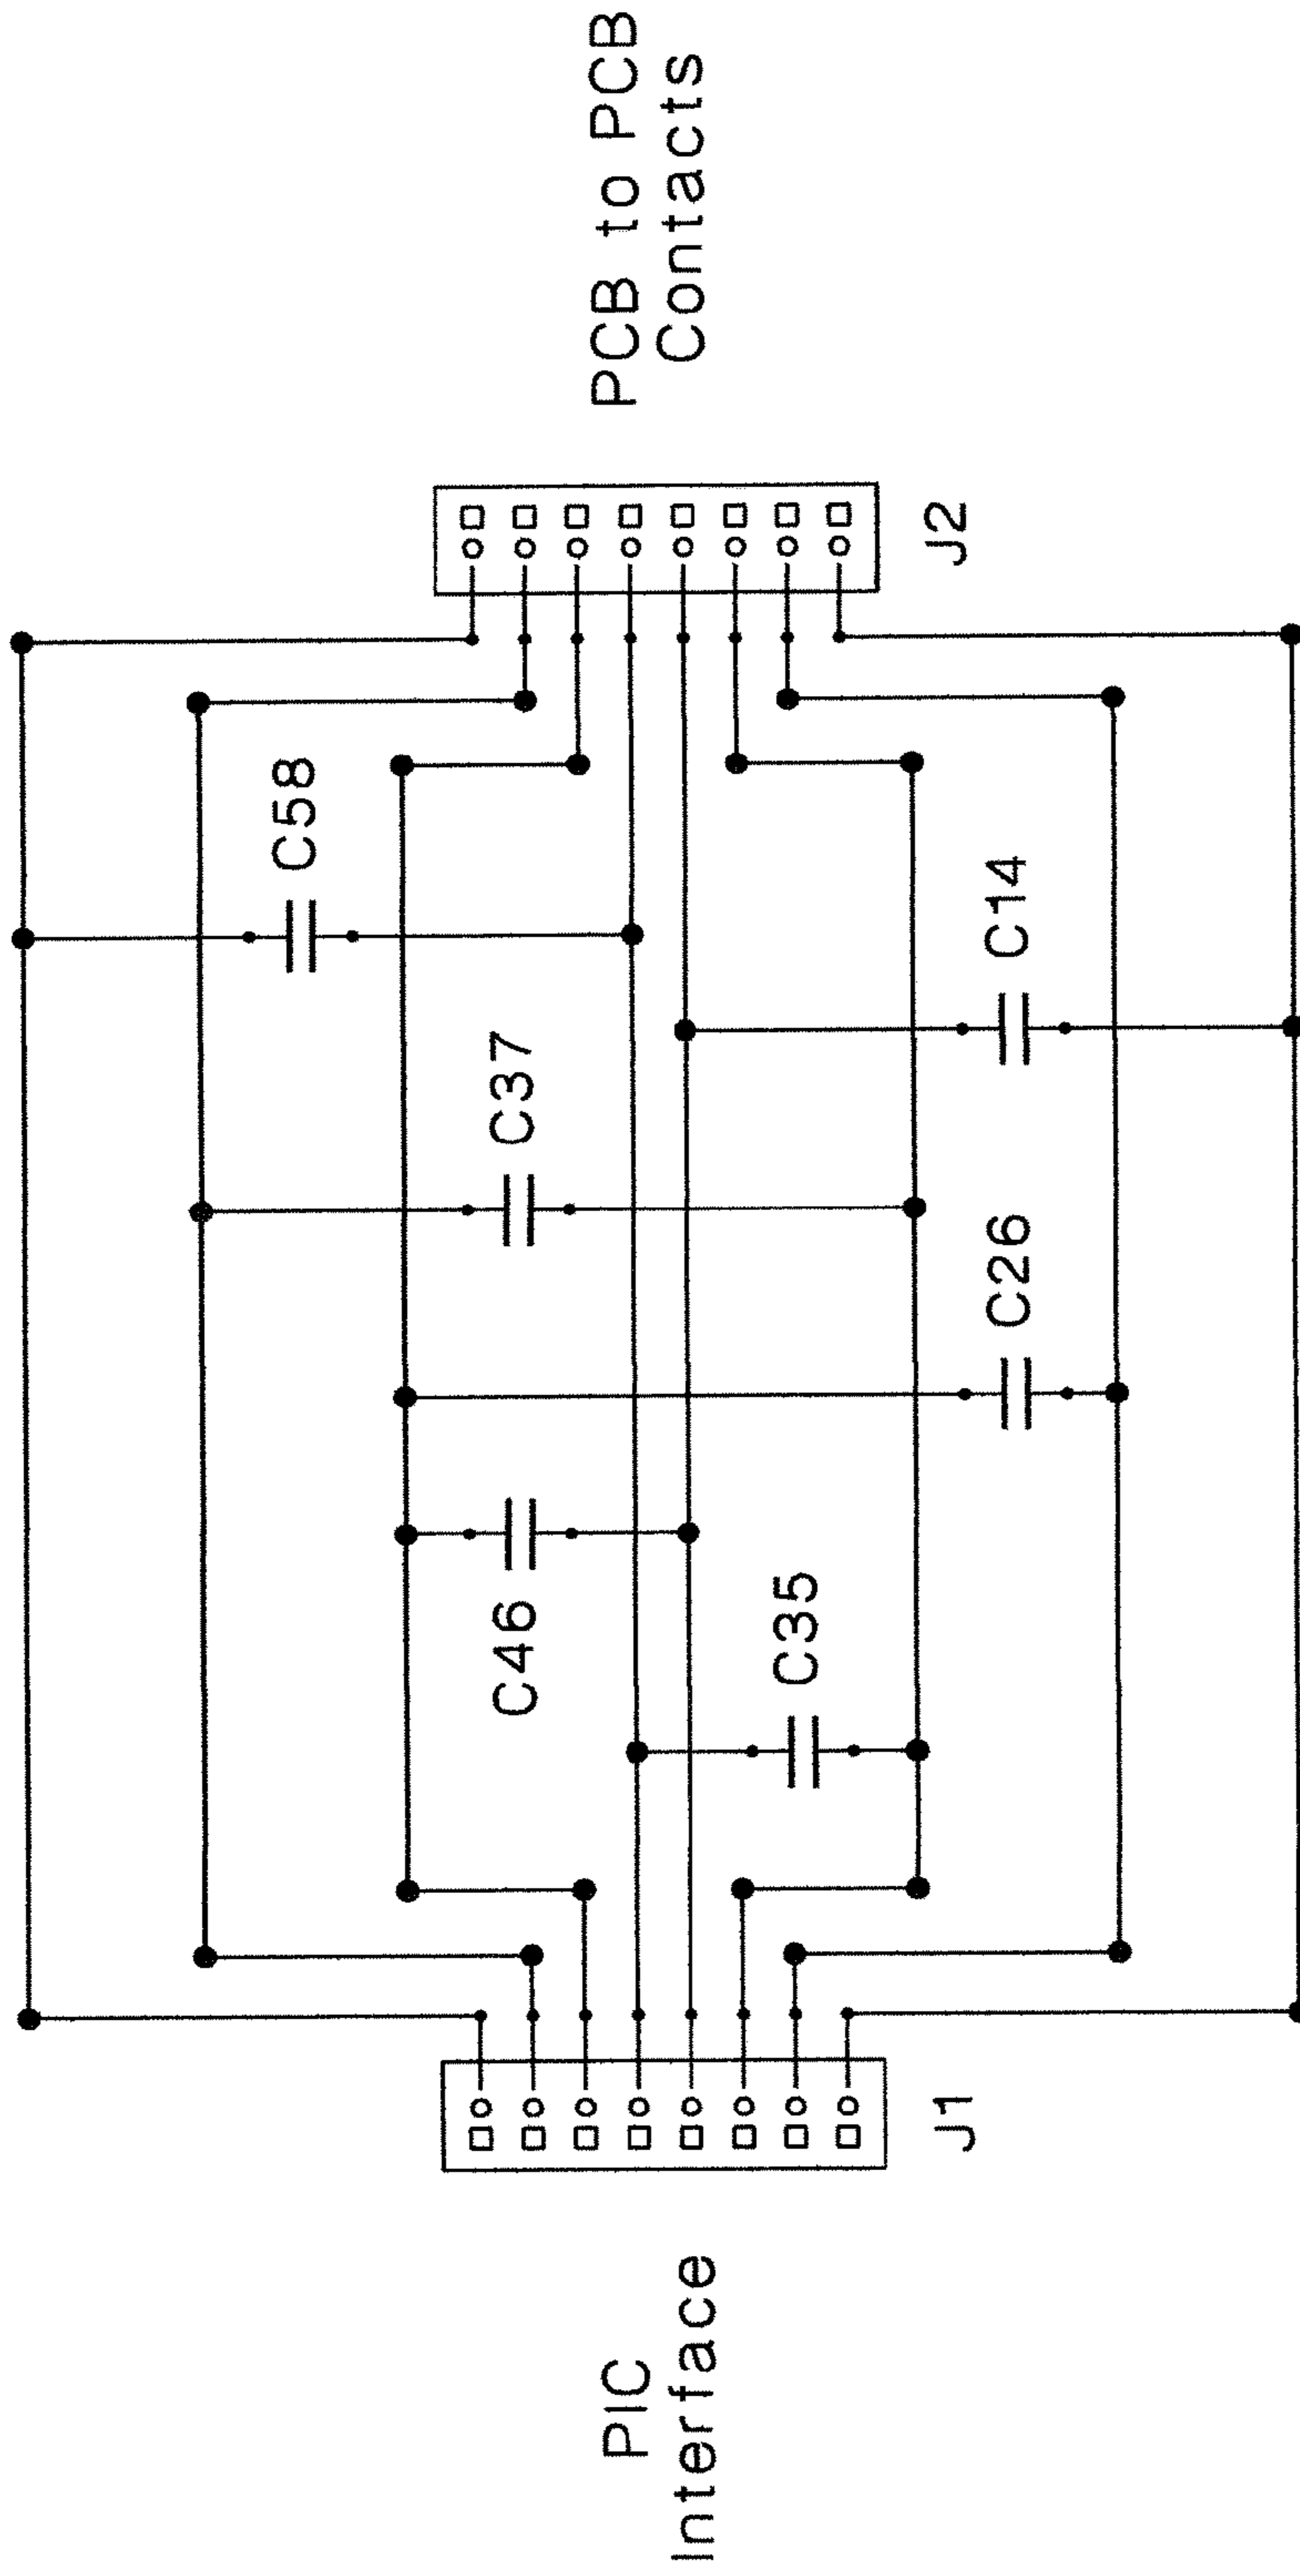 PIC
Interface
J1
C46
C35
C26
C37
C58
C14
J2
PCB to PCB
Contacts